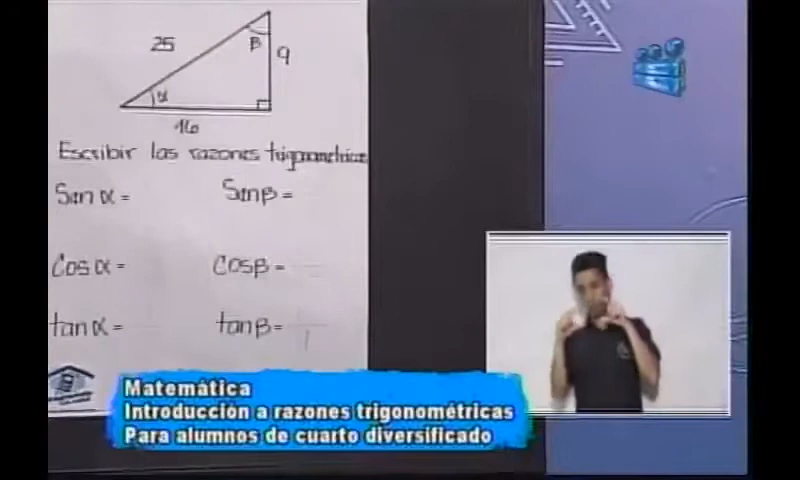 25
β
9
α
16
Escribir las razones trigonometricas
Sen α =
Sen β =
Cos α =
Cos β =
tan α =
tan β =
Matemática
Introducción a razones trigonométricas
Para alumnos de cuarto diversificado